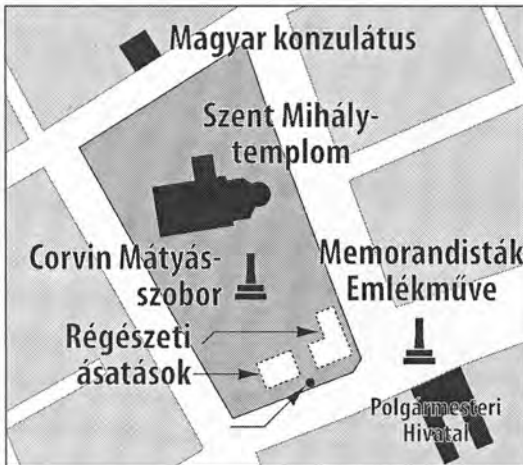 Magyar konzulátus
Szent Mihály-
templom
Corvin Mátyás-
szobor
Memorandisták
Emlékműve
Régészeti
ásatások
Polgármesteri
Hivatal